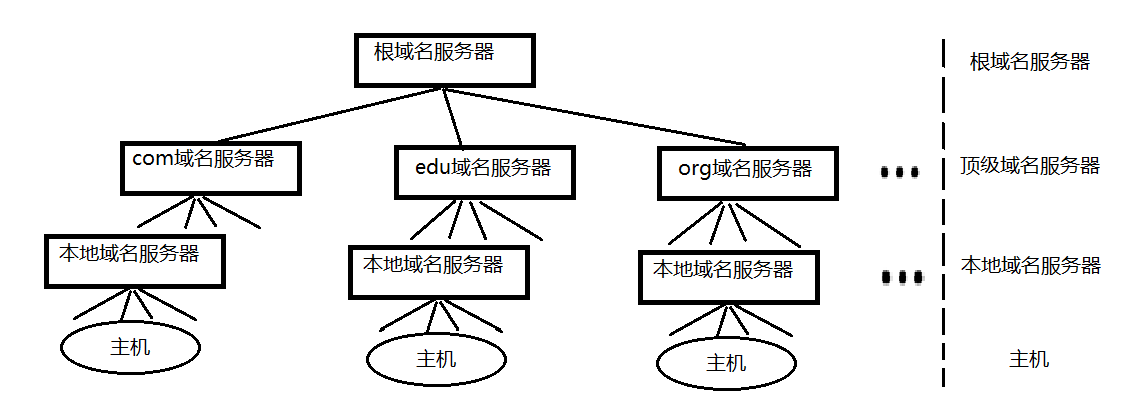 根域名服务器
根域名服务器
com域名服务器
edu域名服务器
org域名服务器
顶级域名服务器
本地域名服务器
本地域名服务器
本地域名服务器
本地域名服务器
主机
主机
主机
主机